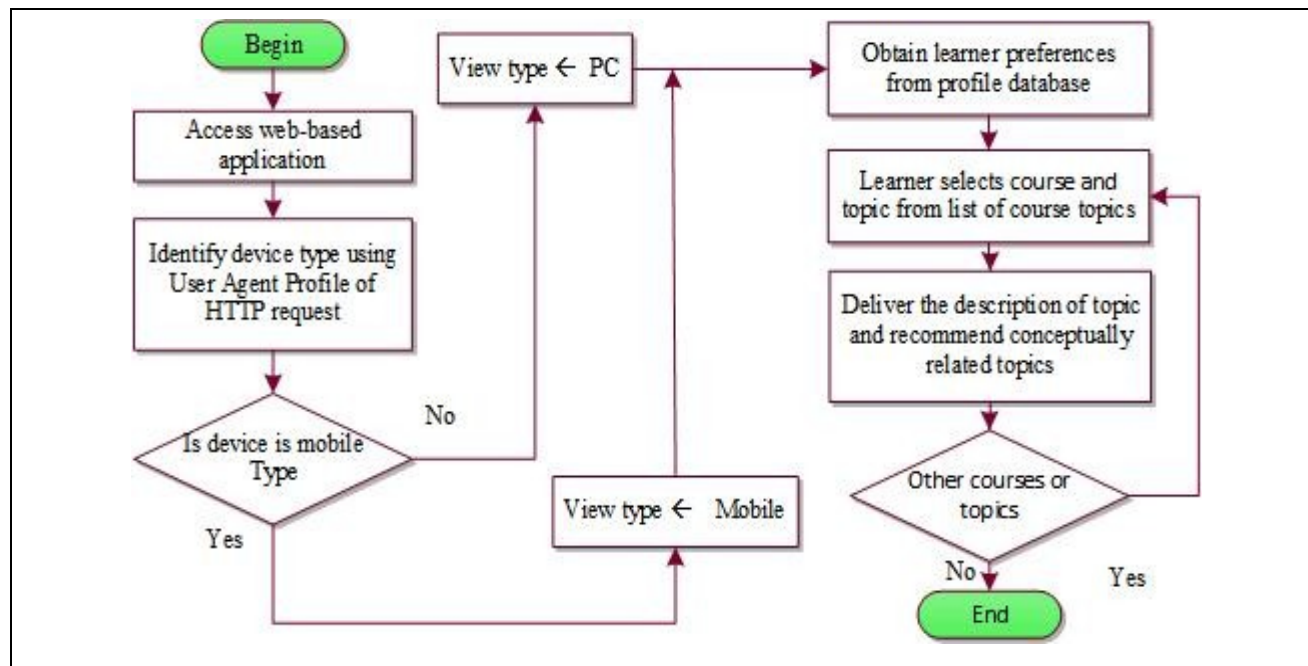 Begin
Access web-based
application
Identify device type using
User Agent Profile of
HTTP request
Is device is mobile
Type
No
Yes
View type ← PC
View type ← Mobile
Obtain learner preferences
from profile database
Learner selects course and
topic from list of course topics
Deliver the description of topic
and recommend conceptually
related topics
Other courses or
topics
No
Yes
End